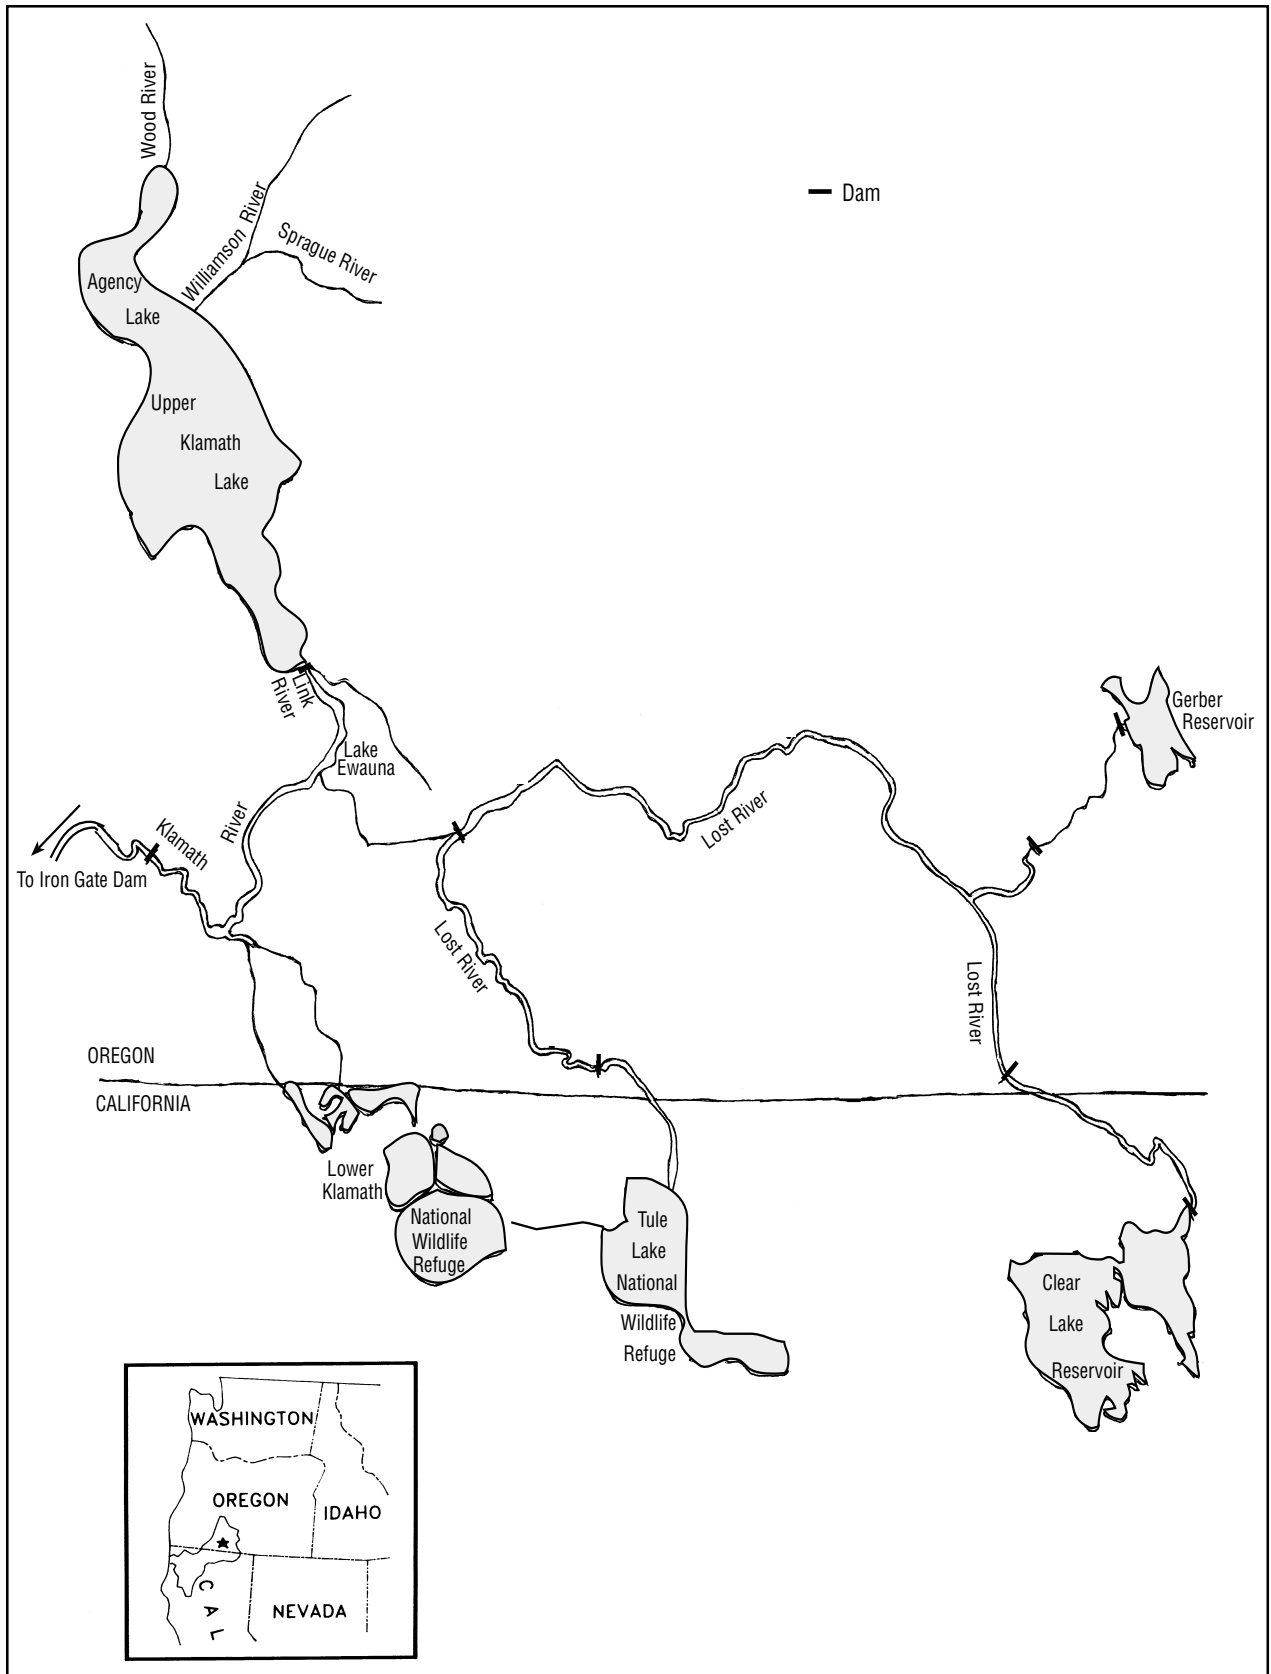 Wood River
Williamson River
Sprague River
Dam
Agency
Lake
Upper
Klamath
Lake
Link
River
Lake
Ewauna
Gerber
Reservoir
Klamath
River
To Iron Gate Dam
Lost River
Lost River
Lost River
OREGON
CALIFORNIA
Lower
Klamath
National
Wildlife
Refuge
Tule
Lake
National
Wildlife
Refuge
Clear
Lake
Reservoir
WASHINGTON
OREGON
IDAHO
CAL
NEVADA